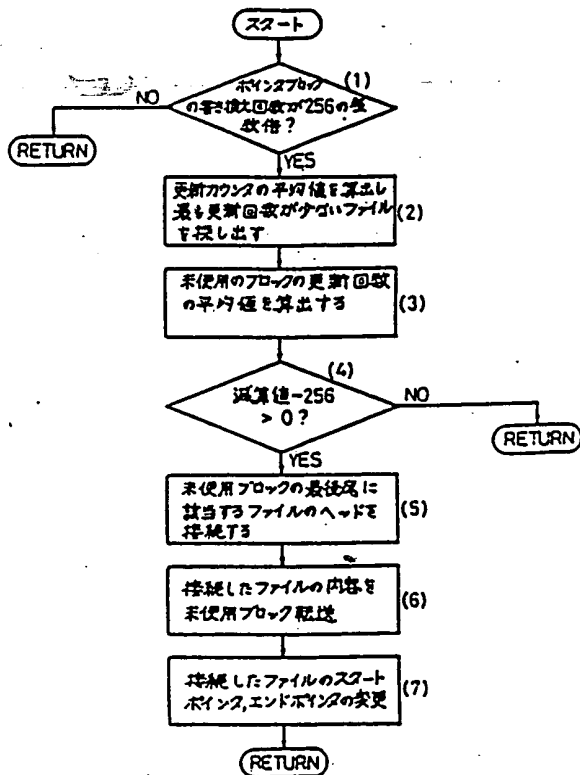 スタート
(1)
ポインタブロック
の書き換え回数が256の整
数倍?
NO
RETURN
YES
更新カウンタの平均値を算出し
最も更新回数が少ないファイル
を探し出す
(2)
未使用のブロックの更新回数
の平均値を算出する
(3)
(4)
減算値-256
> 0?
NO
RETURN
YES
未使用ブロックの最後尾に
該当するファイルのヘッドを
接続する
(5)
接続したファイルの内容を
未使用ブロック転送
(6)
接続したファイルのスタート
ポインタ,エンドポインタの変更
(7)
RETURN